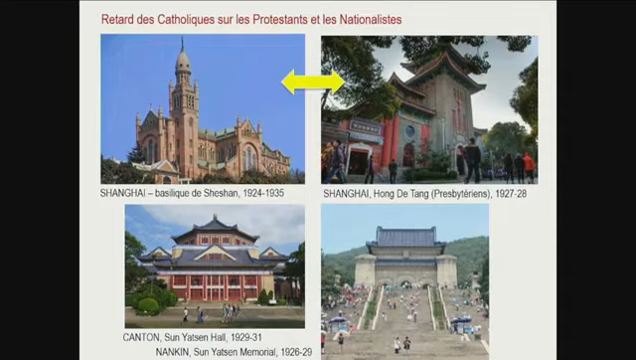 Retard des Catholiques sur les Protestants et les Nationalistes
SHANGHAI – basilique de Sheshan, 1924-1935
SHANGHAI, Hong De Tang (Presbytériens), 1927-28
CANTON, Sun Yatsen Hall, 1929-31
NANKIN, Sun Yatsen Memorial, 1926-29